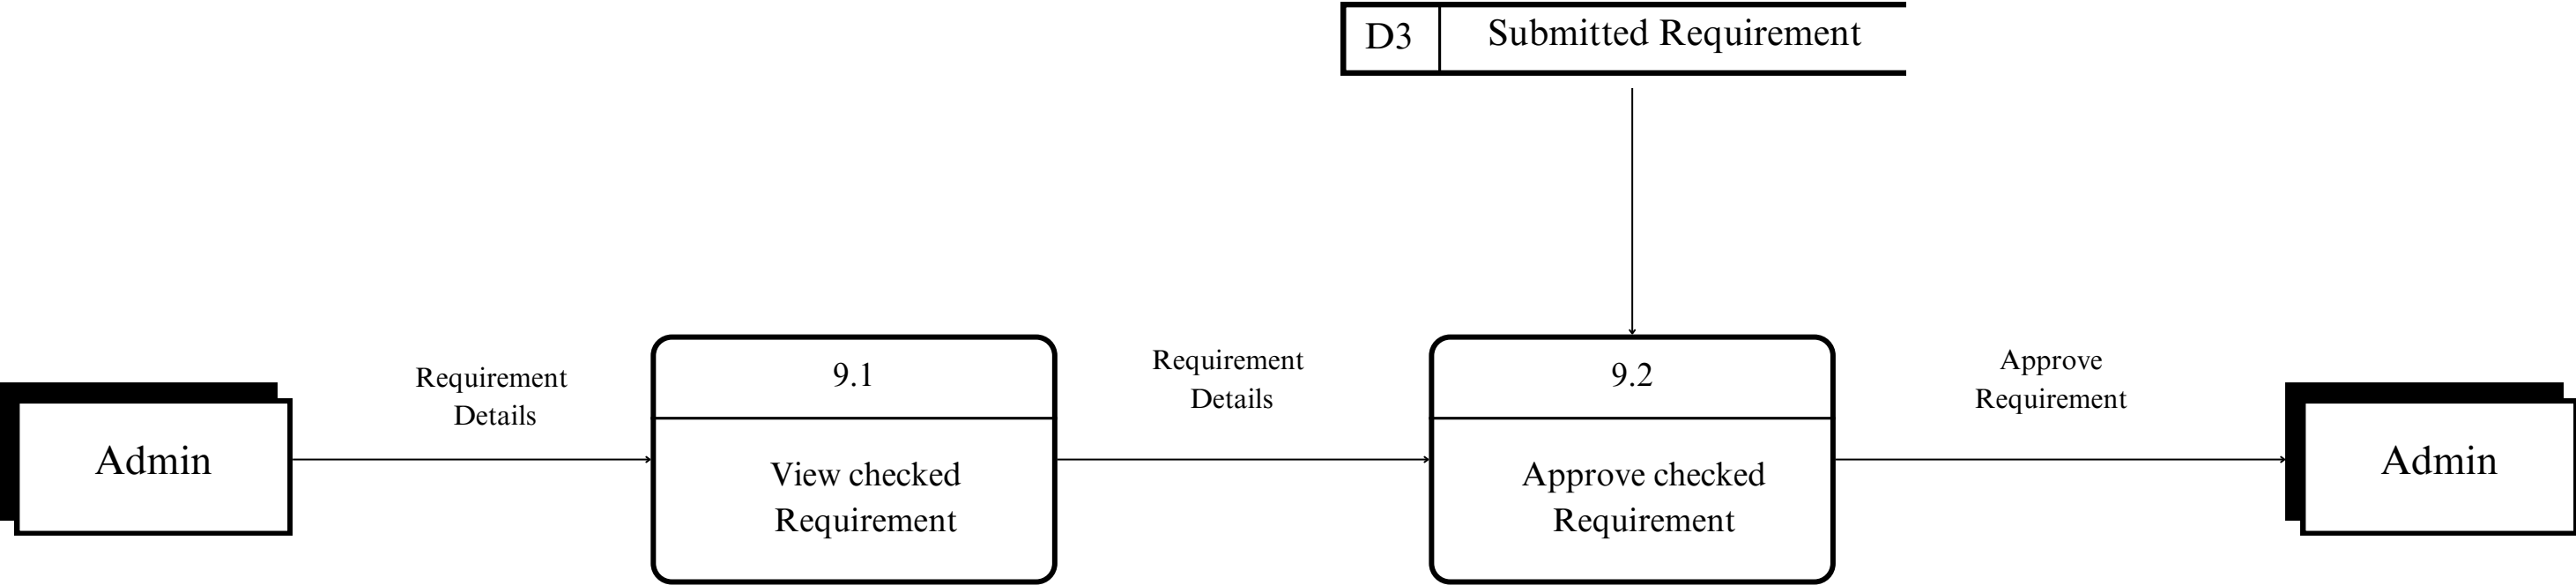 D3
Submitted Requirement
Admin
Requirement
Details
9.1
View checked
Requirement
Requirement
Details
9.2
Approve checked
Requirement
Approve
Requirement
Admin